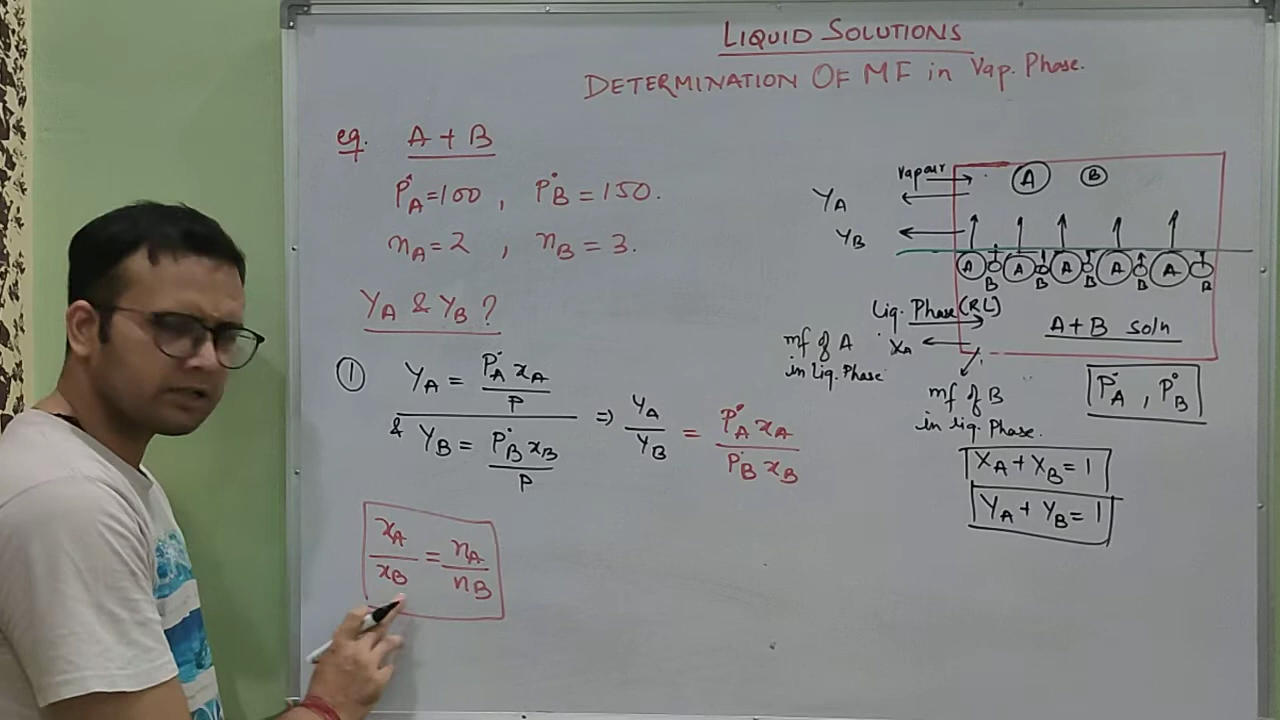 LIQUID SOLUTIONS
DETERMINATION OF MF in Vap. Phase.
eg. A + B
P°A = 100 , P°B = 150.
nA = 2 , nB = 3.
YA & YB ?
① YA = P°A xA / P
& YB = P°B xB / P
⇒ YA / YB = P°A xA / P°B xB
xA / xB = nA / nB
Vapour
A B
YA
YB
A A A A A
B B B B B
Liq. Phase (RL)
A+B soln
mf of A
in Liq. Phase
XA
mf of B
in liq Phase.
P°A , P°B
XA + XB = 1
YA + YB = 1